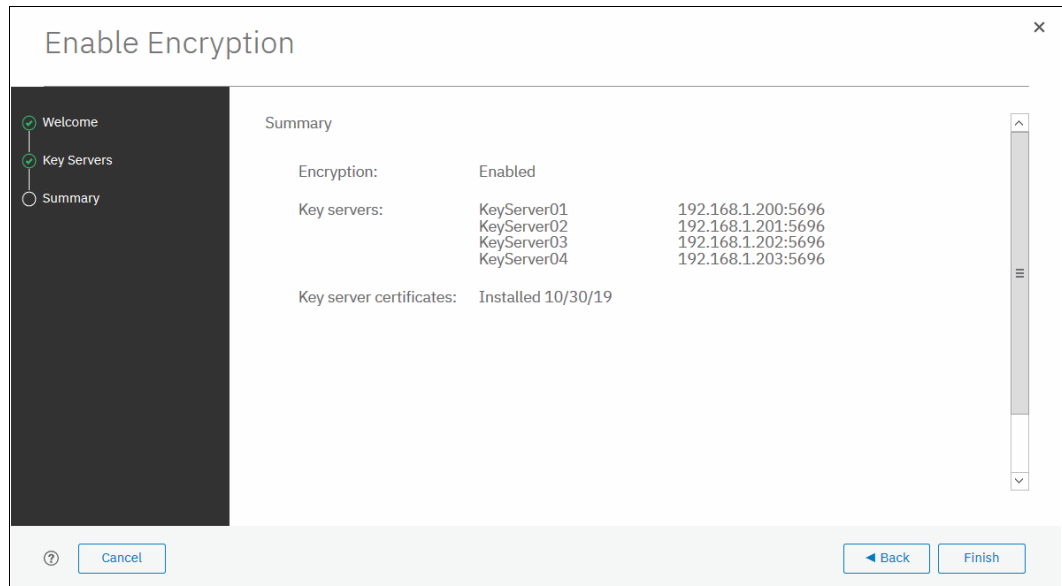 Enable Encryption
Welcome
Key Servers
Summary
Summary
Encryption: Enabled
Key servers: KeyServer01 192.168.1.200:5696
KeyServer02 192.168.1.201:5696
KeyServer03 192.168.1.202:5696
KeyServer04 192.168.1.203:5696
Key server certificates: Installed 10/30/19
? Cancel ◄ Back Finish